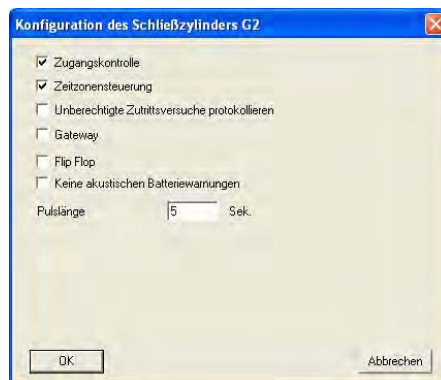 Konfiguration des Schließzylinders G2
Zugangskontrolle
Zeitzonensteuerung
Unberechtigte Zutrittsversuche protokollieren
Gateway
Flip Flop
Keine akustischen Batteriewarnungen
Pulslänge 5 Sek.
OK Abbrechen